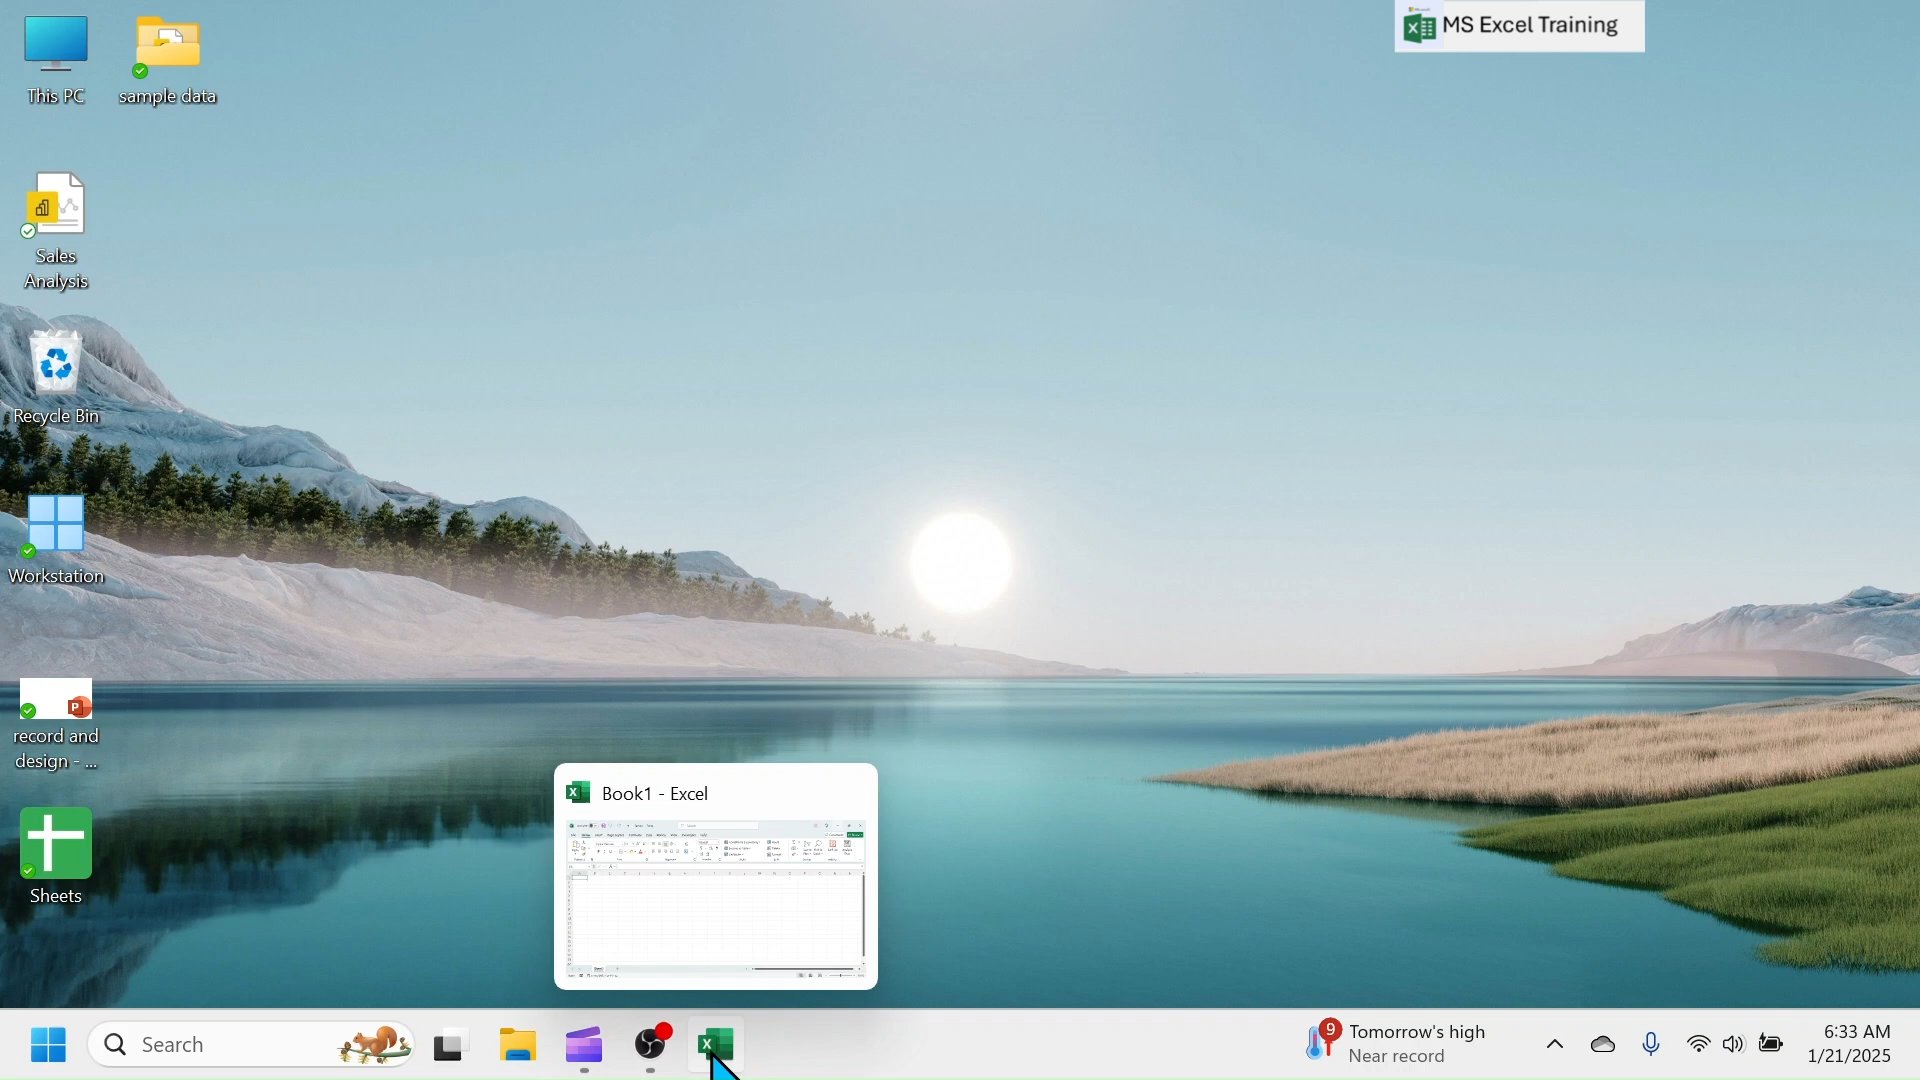 MS Excel Training
This PC
sample data
Sales
Analysis
Recycle Bin
Workstation
record and
design - ...
Sheets
Book1 - Excel
Search
9
Tomorrow's high
Near record
6:33 AM
1/21/2025